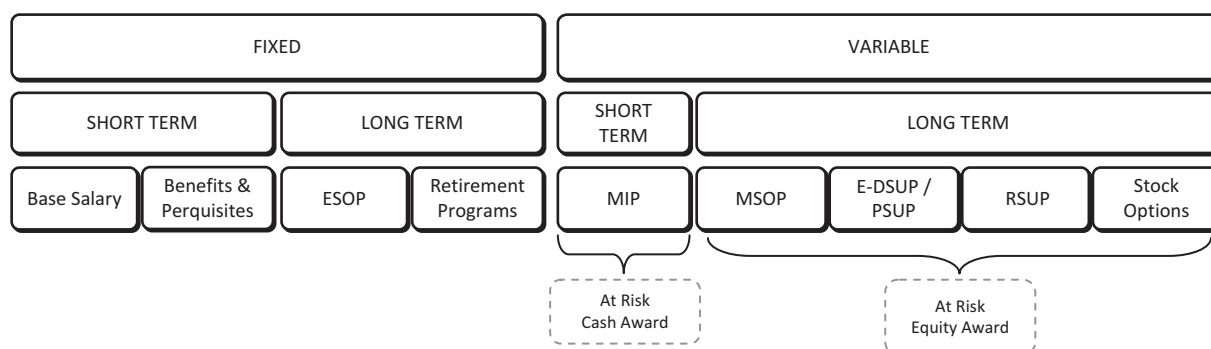 FIXED
VARIABLE
SHORT TERM
LONG TERM
SHORT
TERM
LONG TERM
Base Salary
Benefits &
Perquisites
ESOP
Retirement
Programs
MIP
MSOP
E-DSUP /
PSUP
RSUP
Stock
Options
At Risk
Cash Award
At Risk
Equity Award